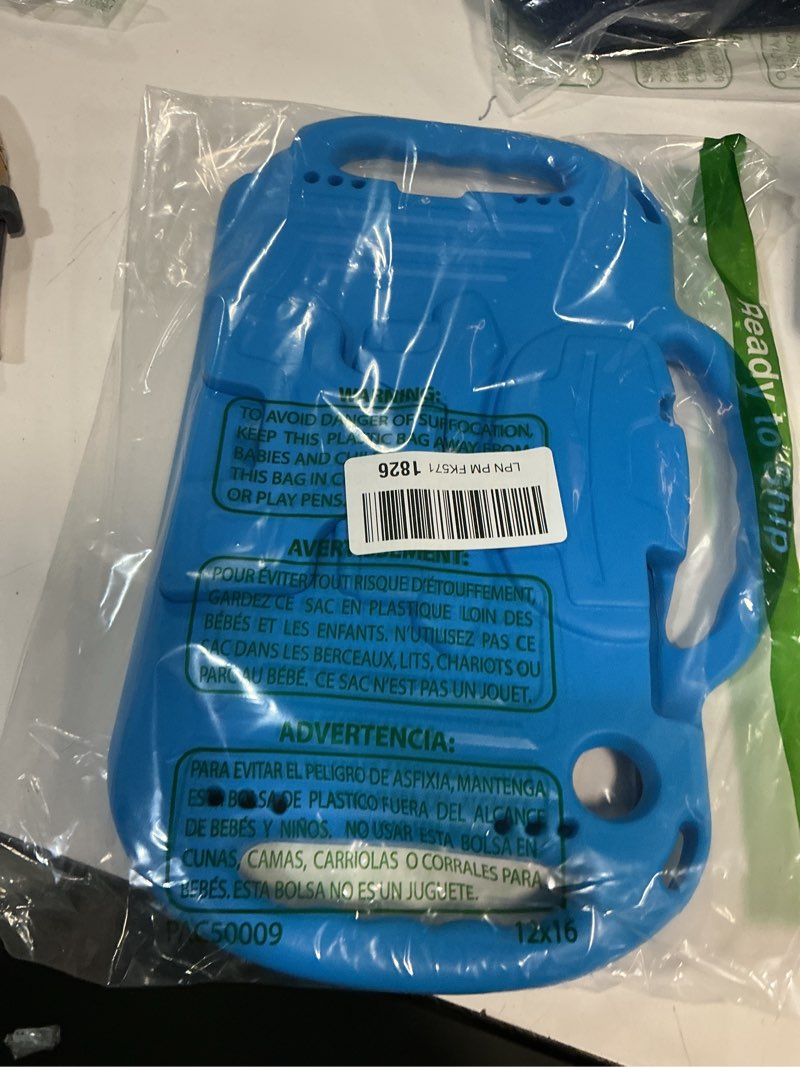 WARNING:
TO AVOID DANGER OF SUFFOCATION,
KEEP THIS PLASTIC BAG AWAY FROM
BABIES AND
THIS BAG IN
OR PLAY PENS.
LPN PM FK571 1826
AVERTISSEMENT:
POUR ÉVITER TOUT RISQUE D'ÉTOUFFEMENT,
GARDEZ CE SAC EN PLASTIQUE LOIN DES
BÉBÉS ET LES ENFANTS. N'UTILISEZ PAS CE
SAC DANS LES BERCEAUX, LITS, CHARIOTS OU
PARC AU BÉBÉ. CE SAC N'EST PAS UN JOUET.
ADVERTENCIA:
PARA EVITAR EL PELIGRO DE ASFIXIA, MANTENGA
ESTA BOLSA DE PLASTICO FUERA DEL ALCANCE
DE BEBÉS Y NIÑOS. NO USAR ESTA BOLSA EN
CUNAS, CAMAS, CARRIOLAS O CORRALES PARA
BEBÉS. ESTA BOLSA NO ES UN JUGUETE.
PAC50009 12x16
Ready to ship